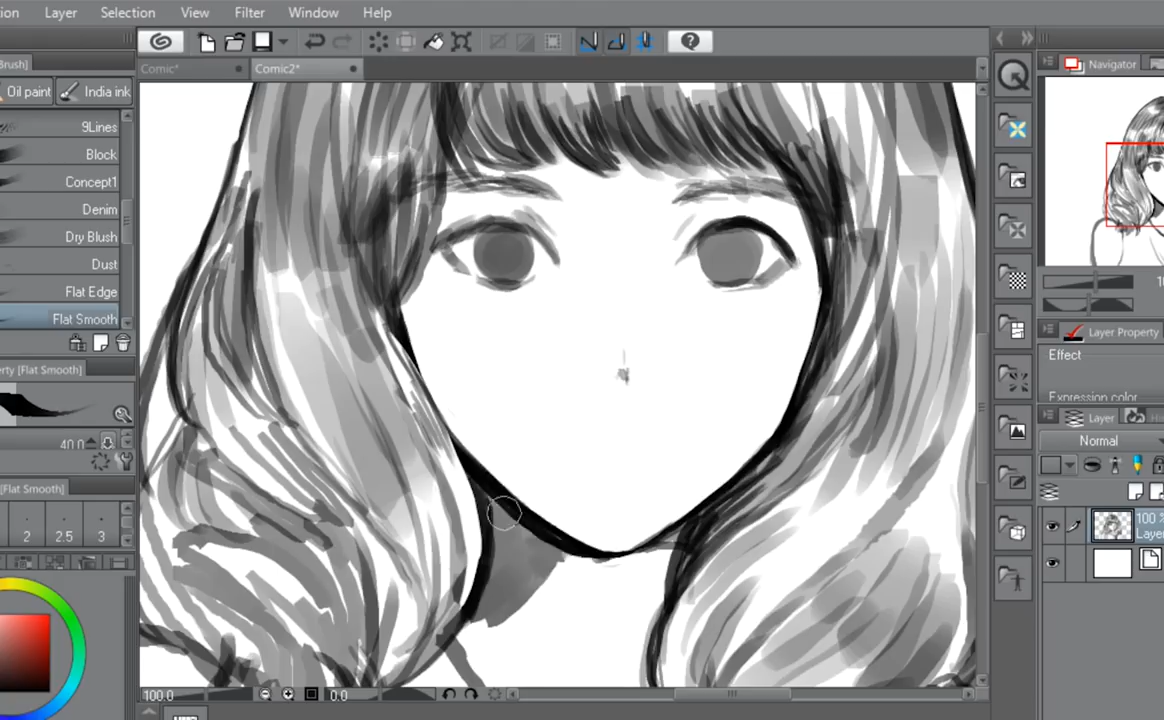 ion Layer Selection View Filter Window Help
Comic* Comic2*
Brush]
Oil paint India ink
9Lines
Block
Concept1
Denim
Dry Blush
Dust
Flat Edge
Flat Smooth
erty [Flat Smooth]
40.0
[Flat Smooth]
2 2.5 3
100.0 0.0
Navigator
10
Layer Property
Effect
Expression color
Layer
Normal
100 %
Laye